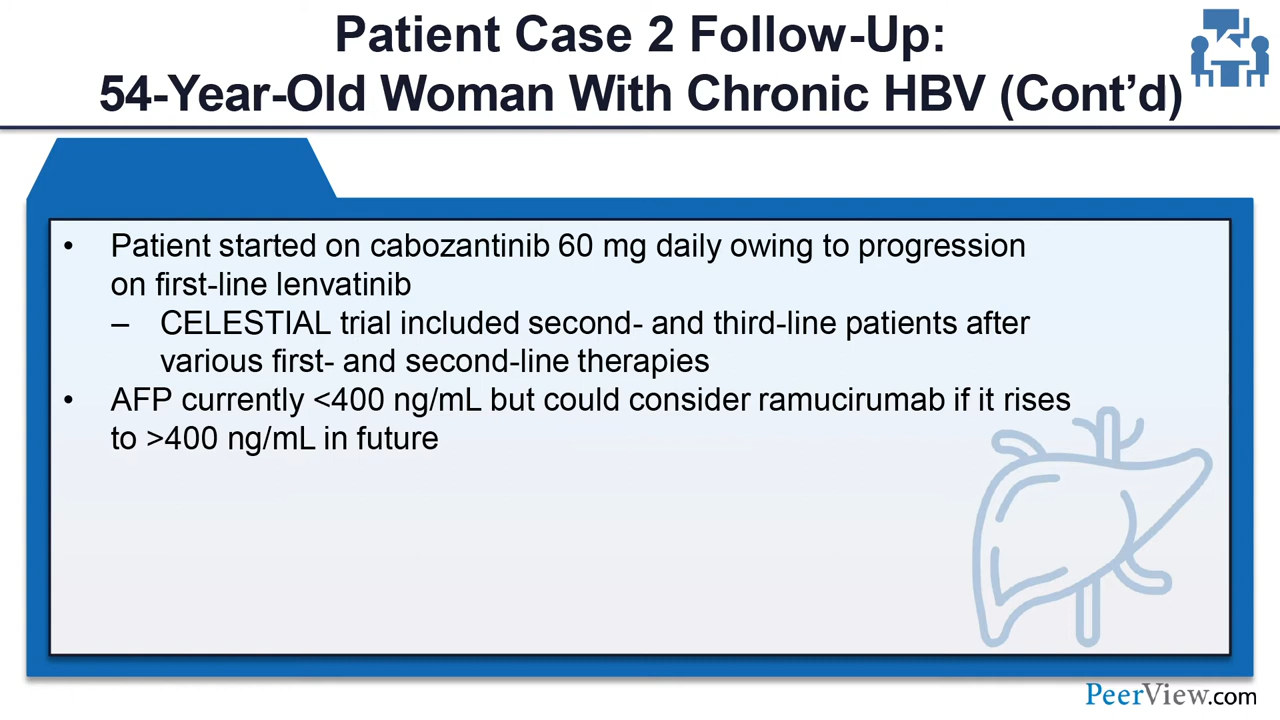 Patient Case 2 Follow-Up:
54-Year-Old Woman With Chronic HBV (Cont’d)
• Patient started on cabozantinib 60 mg daily owing to progression
on first-line lenvatinib
– CELESTIAL trial included second- and third-line patients after
various first- and second-line therapies
• AFP currently <400 ng/mL but could consider ramucirumab if it rises
to >400 ng/mL in future
PeerView.com